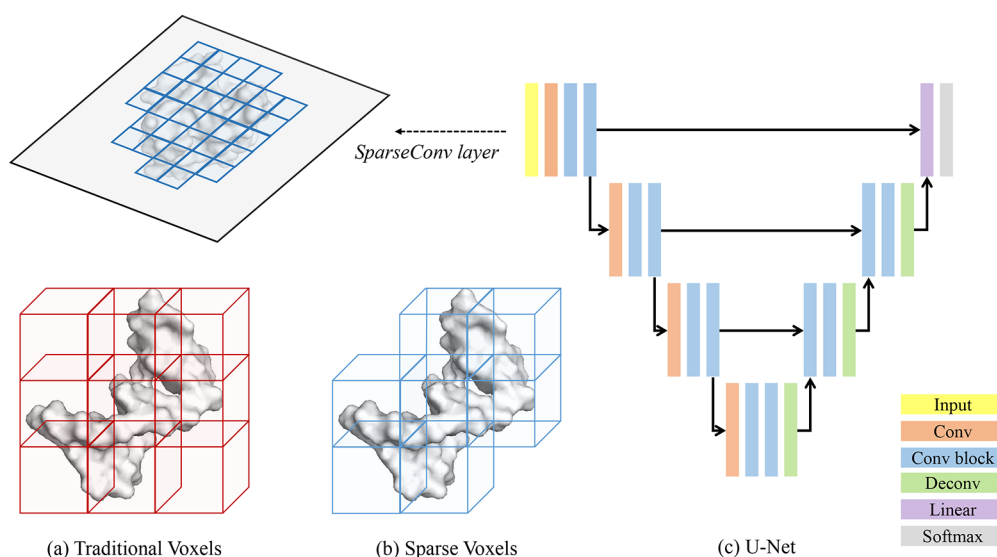 SparseConv layer
Input
Conv
Conv block
Deconv
Linear
Softmax
(a) Traditional Voxels
(b) Sparse Voxels
(c) U-Net